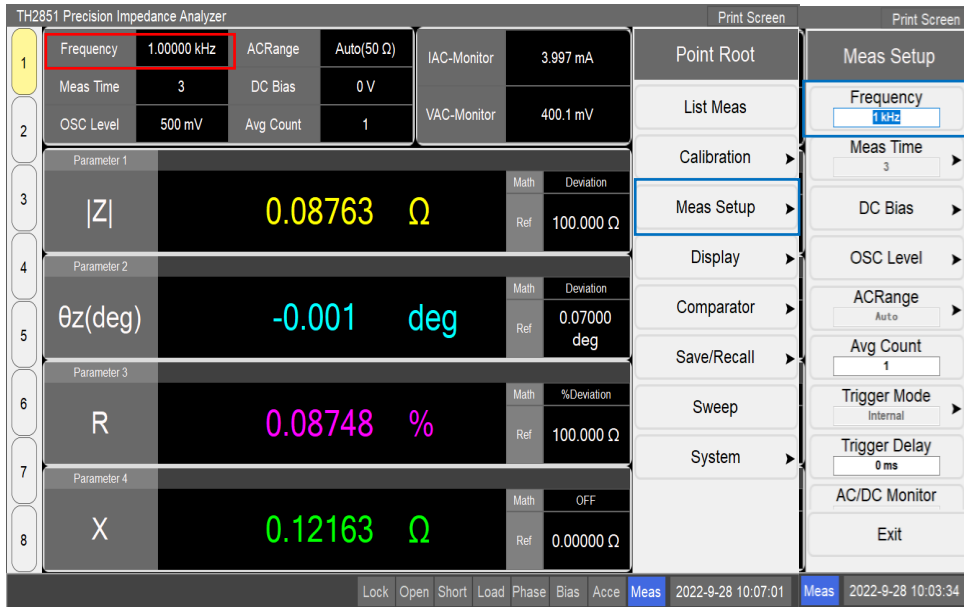 TH2851 Precision Impedance Analyzer
Print Screen
Print Screen
1
2
3
4
5
6
7
8
Frequency 1.00000 kHz ACRange Auto(50 Ω)
Meas Time 3 DC Bias 0 V
OSC Level 500 mV Avg Count 1
IAC-Monitor 3.997 mA
VAC-Monitor 400.1 mV
Parameter 1
|Z| 0.08763 Ω
Math Deviation
Ref 100.000 Ω
Parameter 2
θz(deg) -0.001 deg
Math Deviation
Ref 0.07000
deg
Parameter 3
R 0.08748 %
Math %Deviation
Ref 100.000 Ω
Parameter 4
X 0.12163 Ω
Math OFF
Ref 0.00000 Ω
Point Root
List Meas
Calibration
Meas Setup
Display
Comparator
Save/Recall
Sweep
System
Meas Setup
Frequency
1 kHz
Meas Time
3
DC Bias
OSC Level
ACRange
Auto
Avg Count
1
Trigger Mode
Internal
Trigger Delay
0 ms
AC/DC Monitor
Exit
Lock Open Short Load Phase Bias Acce Meas 2022-9-28 10:07:01
Meas 2022-9-28 10:03:34